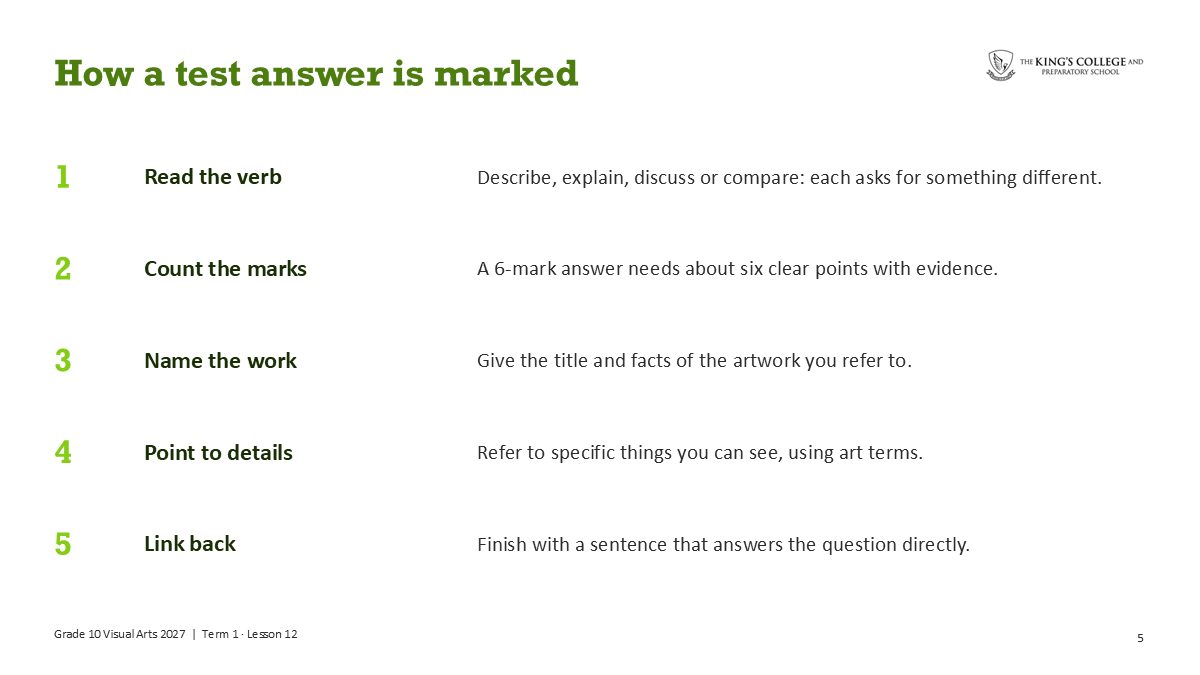 How a test answer is marked
THE KING'S COLLEGE AND
PREPARATORY SCHOOL
1 Read the verb Describe, explain, discuss or compare: each asks for something different.
2 Count the marks A 6-mark answer needs about six clear points with evidence.
3 Name the work Give the title and facts of the artwork you refer to.
4 Point to details Refer to specific things you can see, using art terms.
5 Link back Finish with a sentence that answers the question directly.
Grade 10 Visual Arts 2027 | Term 1 · Lesson 12
5